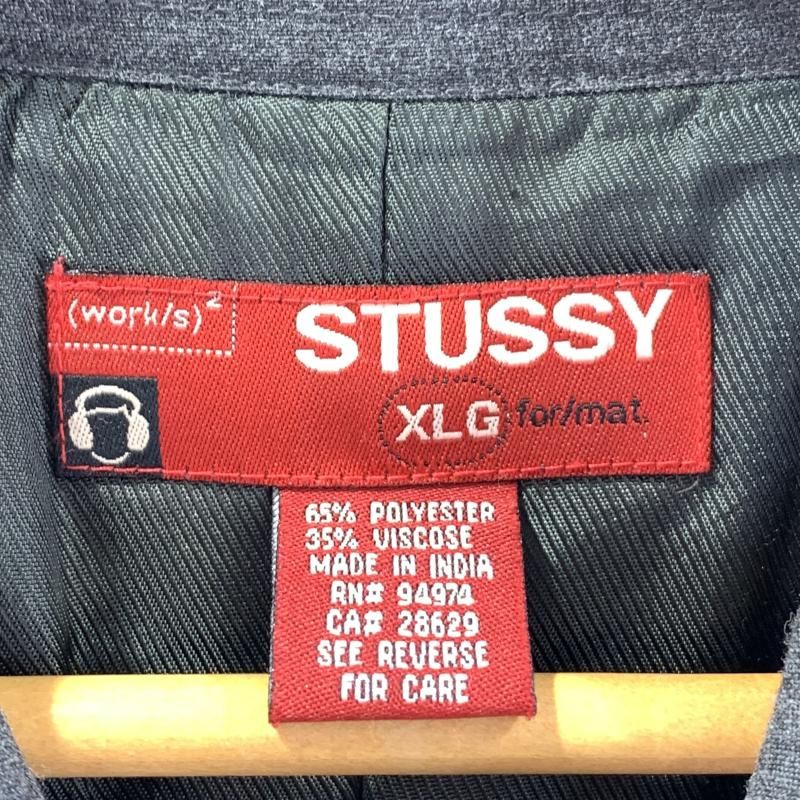 (work/s)²
STUSSY
XLG for/mat.
65% POLYESTER
35% VISCOSE
MADE IN INDIA
RN# 94974
CA# 28629
SEE REVERSE
FOR CARE